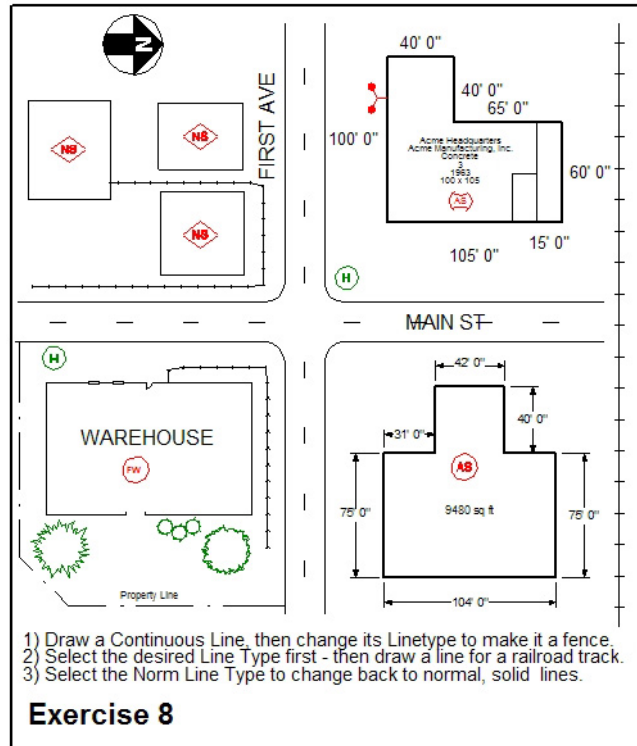 N
40' 0"
40' 0"
65' 0"
FIRST AVE
NS
NS
NS
100' 0"
Acme Headquarters
Acme Manufacturing, Inc.
Concrete
3
1963
100 x 105
AS
60' 0"
15' 0"
105' 0"
H
MAIN ST
H
42' 0"
WAREHOUSE
FW
31' 0"
40' 0"
AS
75' 0"
9480 sq ft
75' 0"
Property Line
104' 0"
1) Draw a Continuous Line, then change its Linetype to make it a fence.
2) Select the desired Line Type first - then draw a line for a railroad track.
3) Select the Norm Line Type to change back to normal, solid lines.
Exercise 8